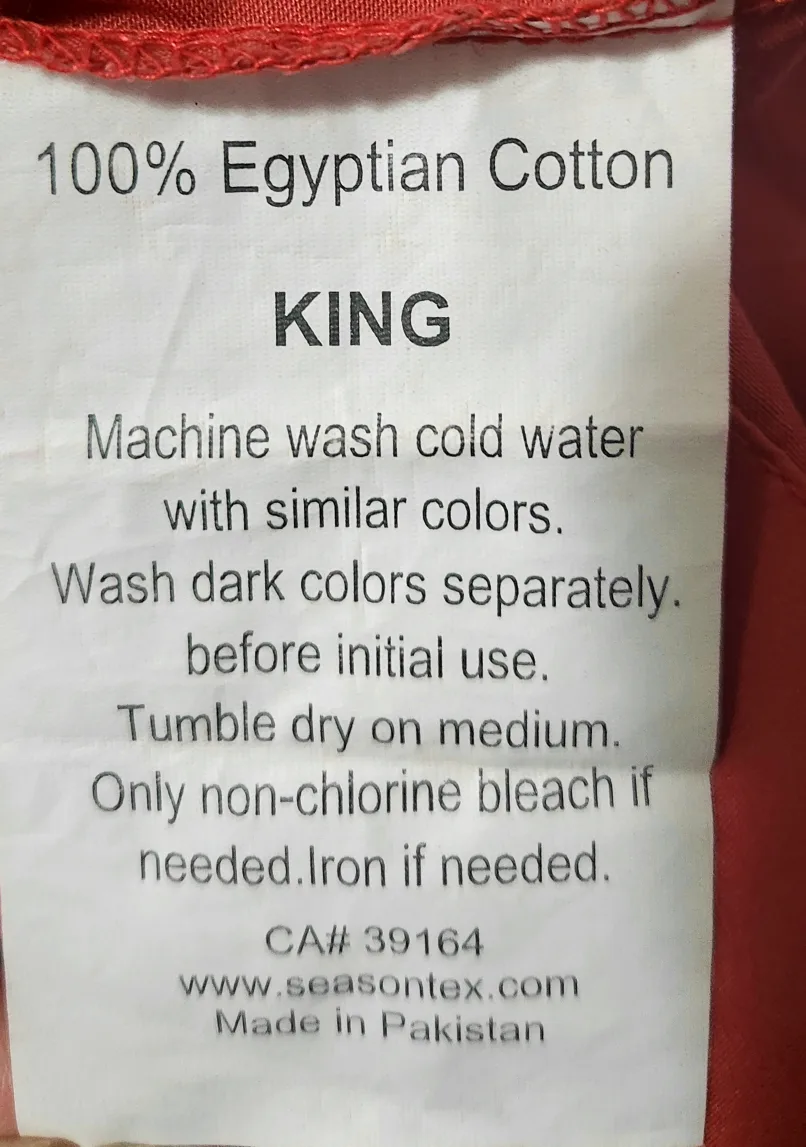 100% Egyptian Cotton
KING
Machine wash cold water
with similar colors.
Wash dark colors separately.
before initial use.
Tumble dry on medium.
Only non-chlorine bleach if
needed.Iron if needed.
CA# 39164
www.seasontex.com
Made in Pakistan